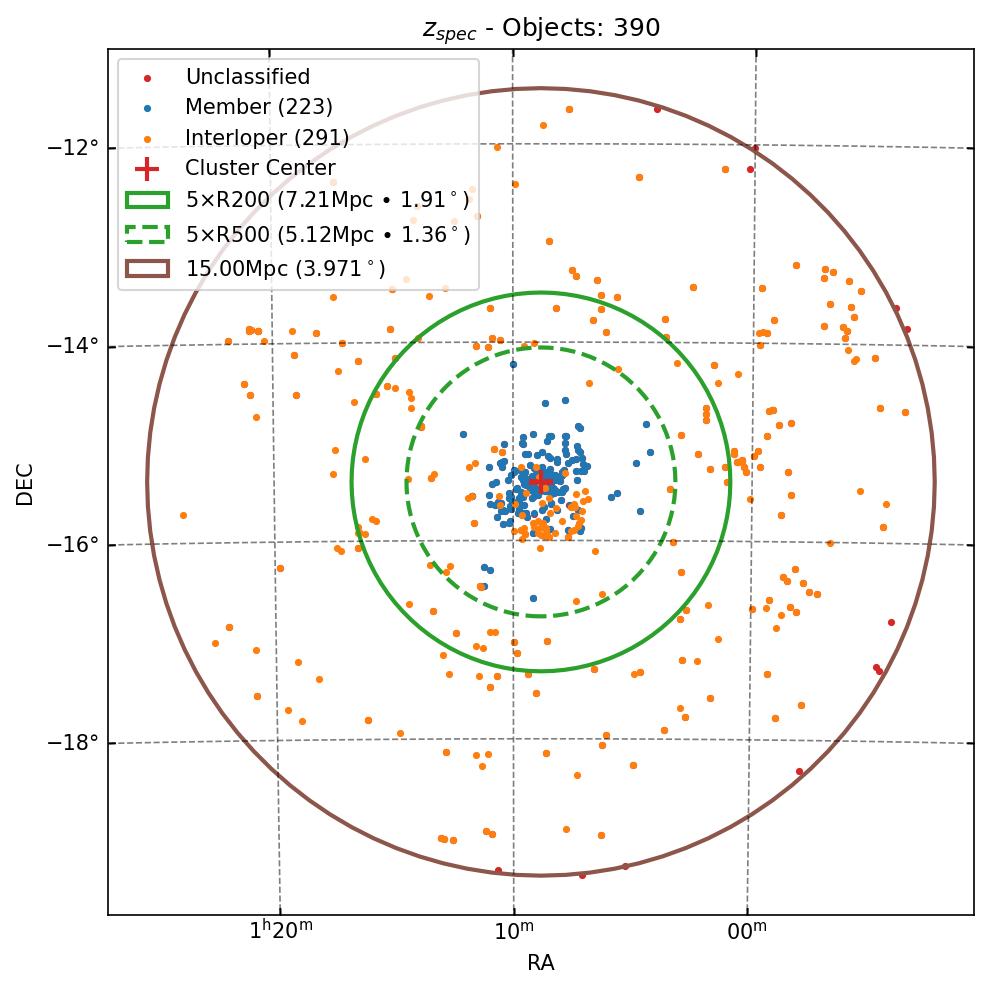 z_spec - Objects: 390
Unclassified
Member (223)
Interloper (291)
Cluster Center
5×R200 (7.21Mpc • 1.91°)
5×R500 (5.12Mpc • 1.36°)
15.00Mpc (3.971°)
−12°
−14°
−16°
−18°
DEC
1h20m 10m 00m
RA